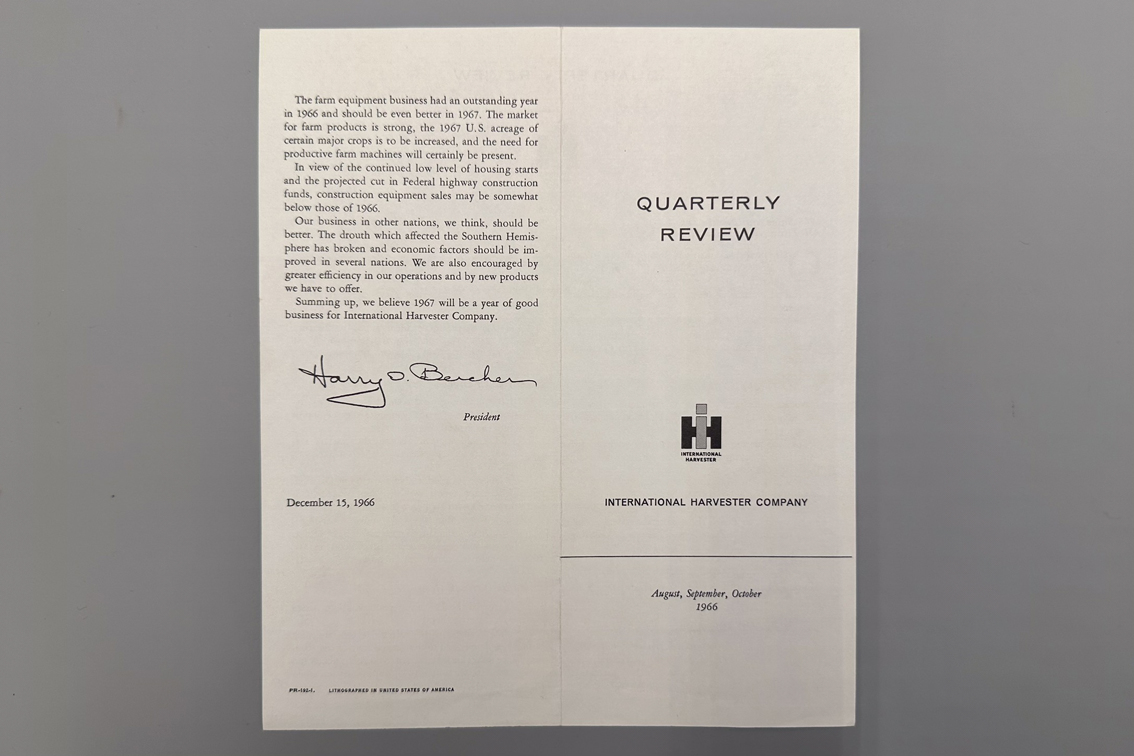 The farm equipment business had an outstanding year
in 1966 and should be even better in 1967. The market
for farm products is strong, the 1967 U.S. acreage of
certain major crops is to be increased, and the need for
productive farm machines will certainly be present.
In view of the continued low level of housing starts
and the projected cut in Federal highway construction
funds, construction equipment sales may be somewhat
below those of 1966.
Our business in other nations, we think, should be
better. The drouth which affected the Southern Hemis-
phere has broken and economic factors should be im-
proved in several nations. We are also encouraged by
greater efficiency in our operations and by new products
we have to offer.
Summing up, we believe 1967 will be a year of good
business for International Harvester Company.
Harry O. Bercher
President
December 15, 1966
PR-192-1. LITHOGRAPHED IN UNITED STATES OF AMERICA
QUARTERLY
REVIEW
INTERNATIONAL
HARVESTER
INTERNATIONAL HARVESTER COMPANY
August, September, October
1966